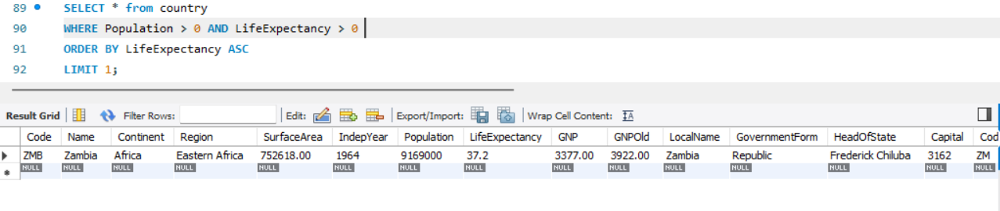 89 SELECT * from country
90 WHERE Population > 0 AND LifeExpectancy > 0
91 ORDER BY LifeExpectancy ASC
92 LIMIT 1;
Result Grid Filter Rows: Edit: Export/Import: Wrap Cell Content: IA
Code Name Continent Region SurfaceArea IndepYear Population LifeExpectancy GNP GNPOld LocalName GovernmentForm HeadOfState Capital Cod
ZMB Zambia Africa Eastern Africa 752618.00 1964 9169000 37.2 3377.00 3922.00 Zambia Republic Frederick Chiluba 3162 ZM
NULL NULL NULL NULL NULL NULL NULL NULL NULL NULL NULL NULL NULL NULL NULL